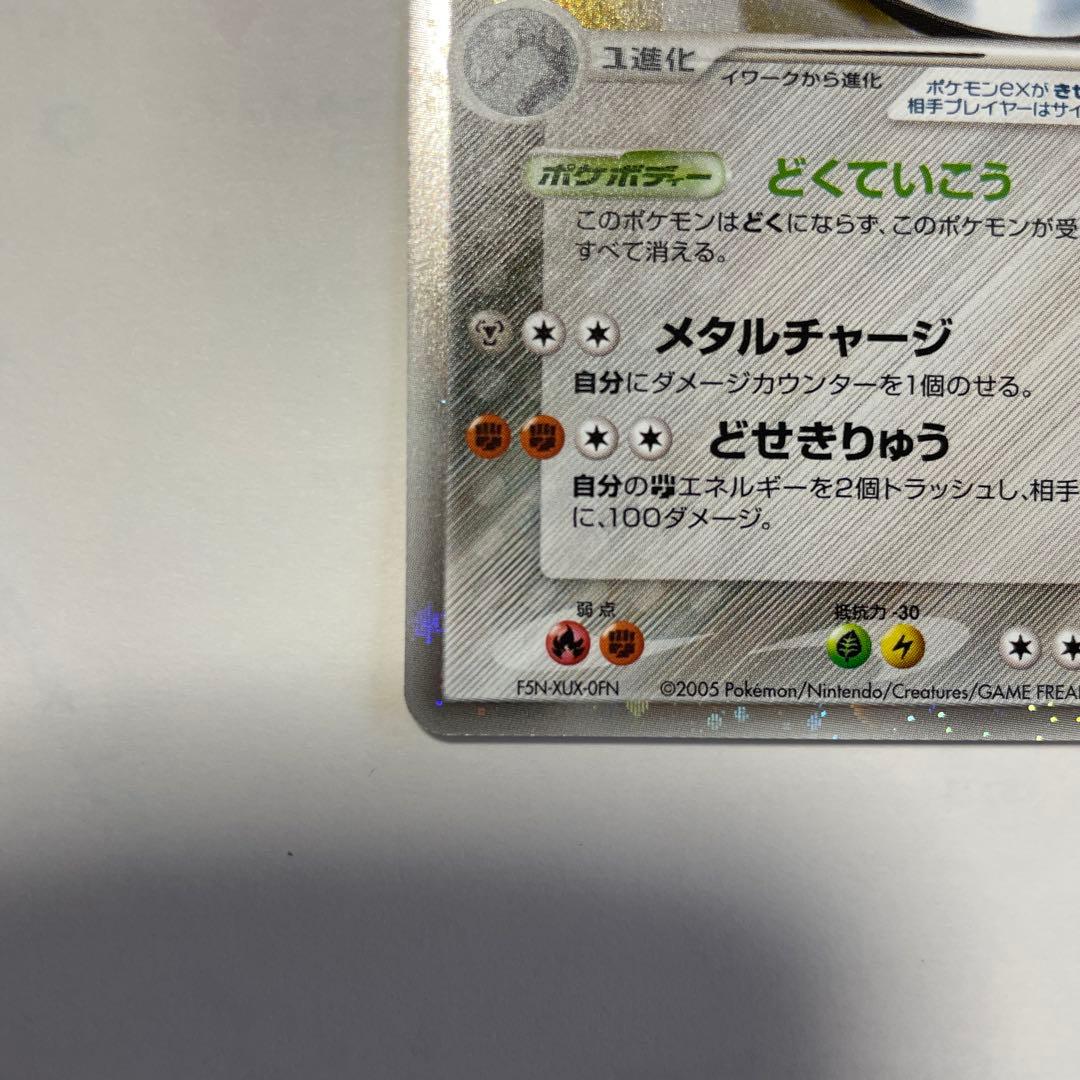 1進化
イワークから進化
ポケモンexが きぜ
相手プレイヤーはサイ
ポケボディー どくていこう
このポケモンはどくにならず、このポケモンが受
すべて消える。
メタルチャージ
自分にダメージカウンターを1個のせる。
どせきりゅう
自分のエネルギーを2個トラッシュし、相手
に、100ダメージ。
弱点 抵抗力 -30
F5N-XUX-0FN ©2005 Pokémon/Nintendo/Creatures/GAME FREA